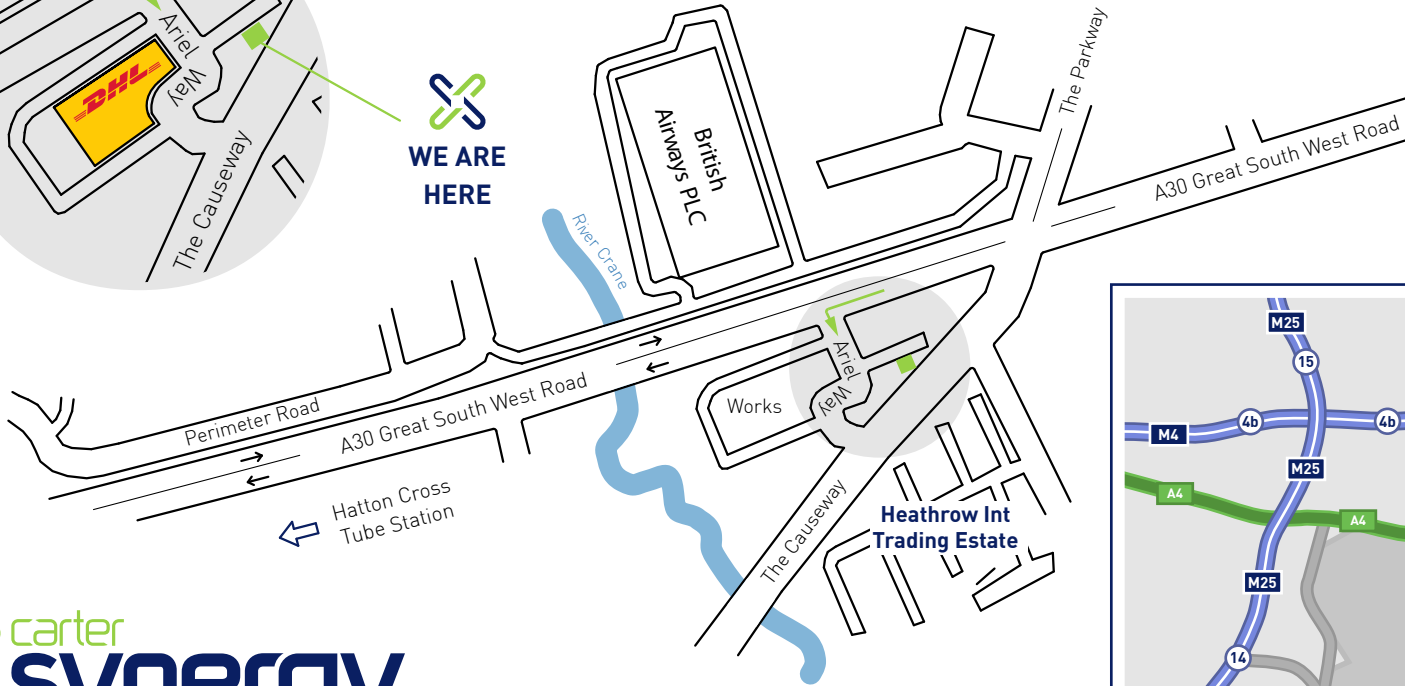 Ariel
Way
DHL
The Causeway
WE ARE
HERE
British
Airways PLC
River Crane
The Parkway
A30 Great South West Road
Ariel
Way
Works
Perimeter Road
A30 Great South West Road
Hatton Cross
Tube Station
The Causeway
Heathrow Int
Trading Estate
M25
15
4b
4b
M4
M25
A4
A4
M25
14
carter
synergy